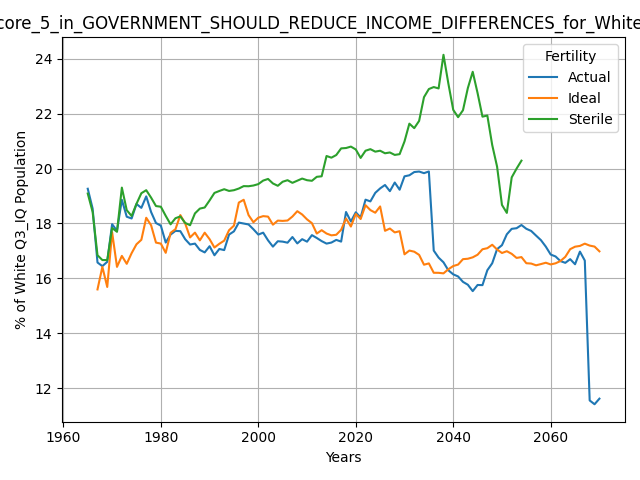 core_5_in_GOVERNMENT_SHOULD_REDUCE_INCOME_DIFFERENCES_for_White
Fertility
Actual
Ideal
Sterile
% of White Q3_IQ Population
24
22
20
18
16
14
12
1960
1980
2000
2020
2040
2060
Years